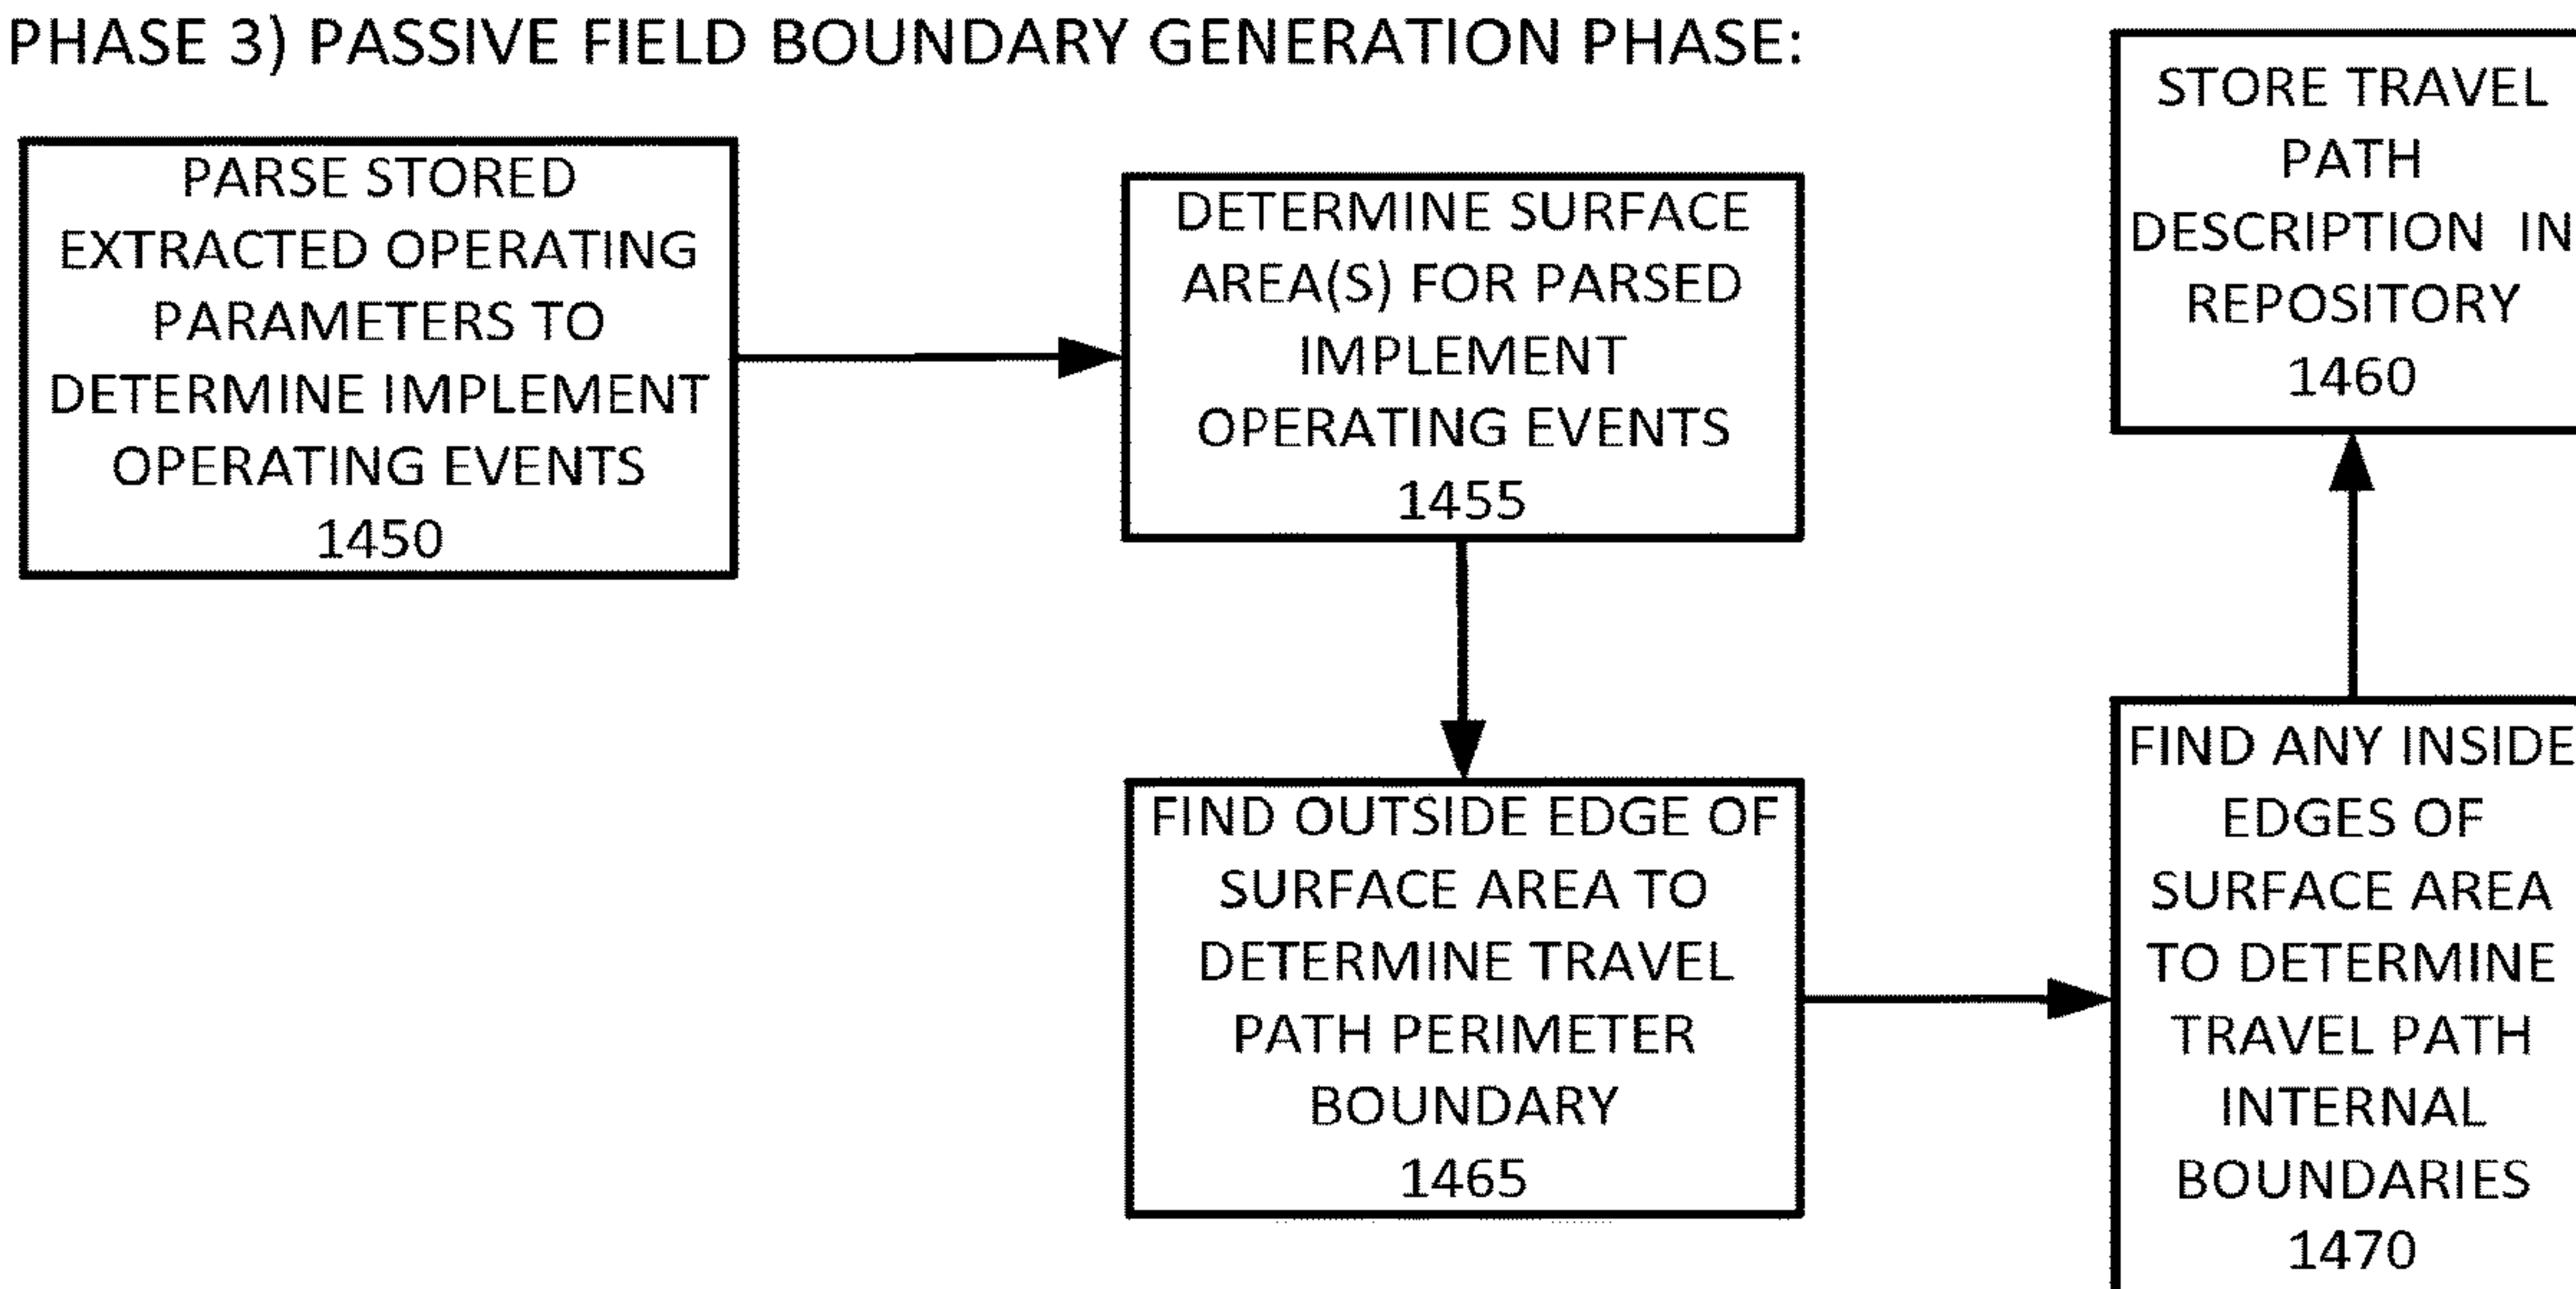 PHASE 3) PASSIVE FIELD BOUNDARY GENERATION PHASE:
PARSE STORED
EXTRACTED OPERATING
PARAMETERS TO
DETERMINE IMPLEMENT
OPERATING EVENTS
1450
DETERMINE SURFACE
AREA(S) FOR PARSED
IMPLEMENT
OPERATING EVENTS
1455
FIND OUTSIDE EDGE OF
SURFACE AREA TO
DETERMINE TRAVEL
PATH PERIMETER
BOUNDARY
1465
FIND ANY INSIDE
EDGES OF
SURFACE AREA
TO DETERMINE
TRAVEL PATH
INTERNAL
BOUNDARIES
1470
STORE TRAVEL
PATH
DESCRIPTION IN
REPOSITORY
1460